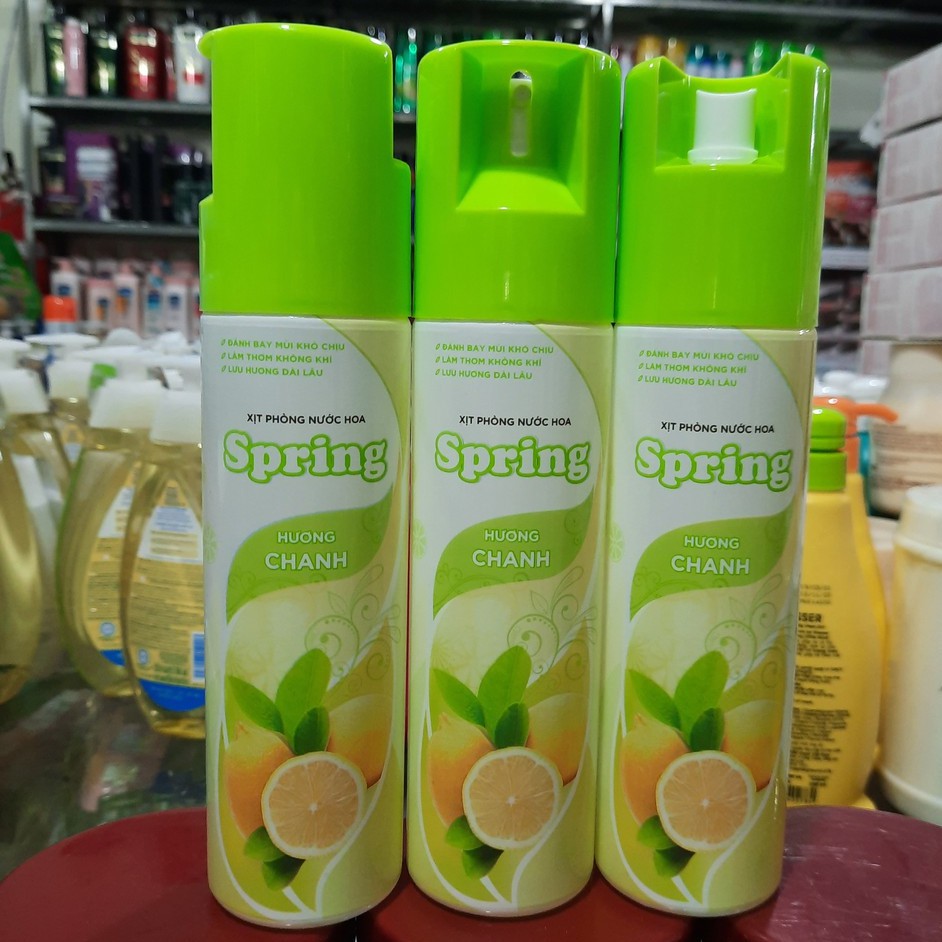 ĐÁNH BAY MÙI KHÓ CHỊU
LÀM THƠM KHÔNG KHÍ
LƯU HƯƠNG DÀI LÂU
XỊT PHÒNG NƯỚC HOA
Spring
HƯƠNG
CHANH
ĐÁNH BAY MÙI KHÓ CHỊU
LÀM THƠM KHÔNG KHÍ
LƯU HƯƠNG DÀI LÂU
XỊT PHÒNG NƯỚC HOA
Spring
HƯƠNG
CHANH
ĐÁNH BAY MÙI KHÓ CHỊU
LÀM THƠM KHÔNG KHÍ
LƯU HƯƠNG DÀI LÂU
XỊT PHÒNG NƯỚC HOA
Spring
HƯƠNG
CHANH